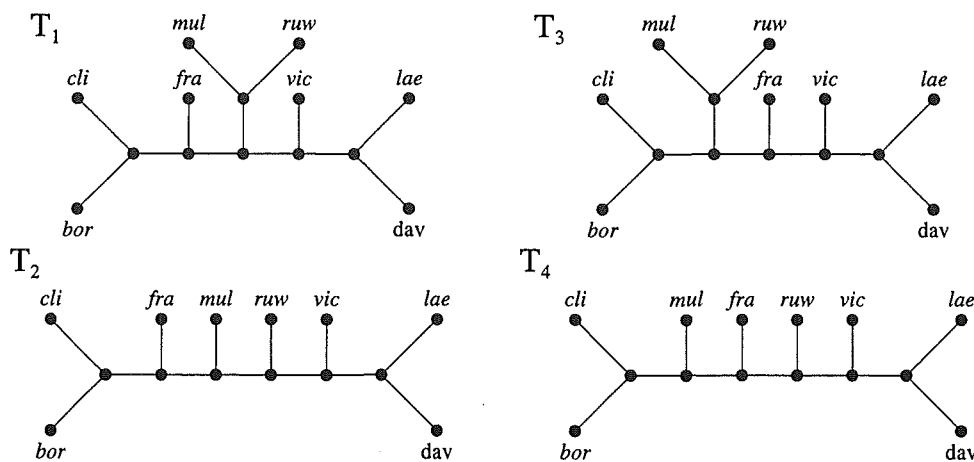 T1
mul ruw
cli fra vic lae
bor dav
T3
mul ruw
cli fra vic lae
bor dav
T2
cli fra mul ruw vic lae
bor dav
T4
cli mul fra ruw vic lae
bor dav